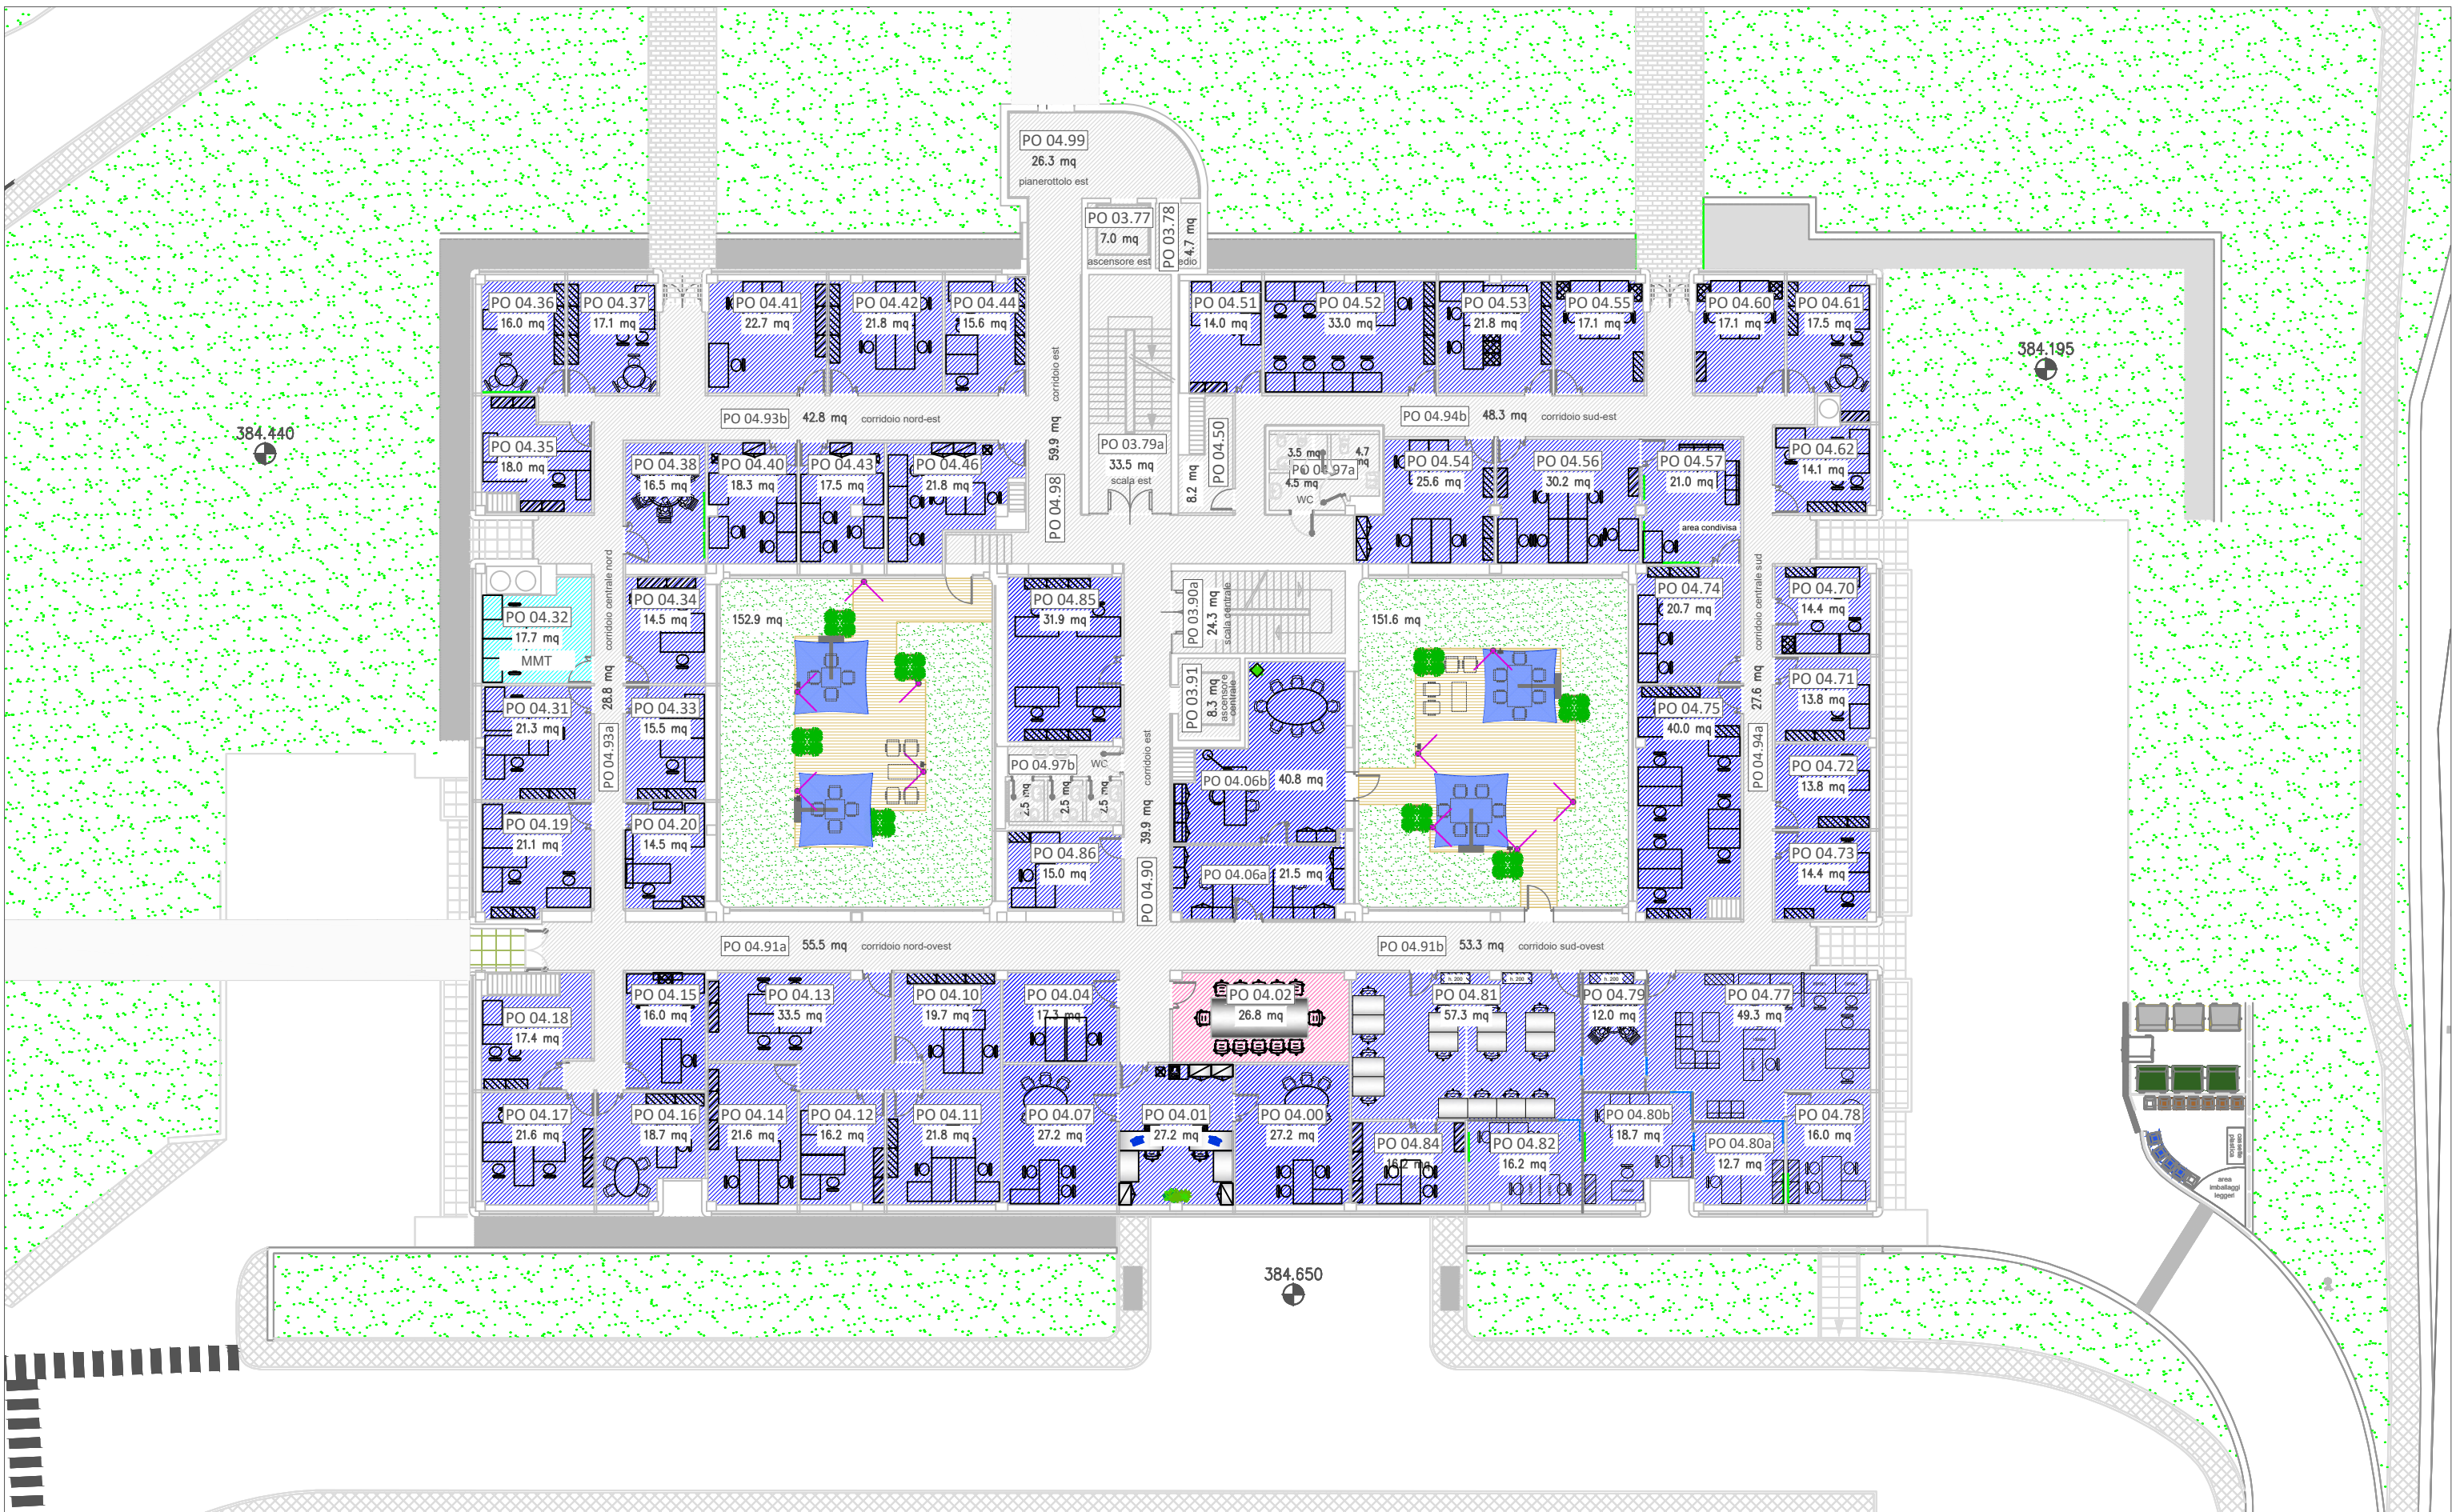 PO 04.99
26.3 mq
pianerottolo est
PO 03.77
7.0 mq
ascensore est
PO 03.78
4.7 mq
PO 04.36
16.0 mq
PO 04.37
17.1 mq
PO 04.41
22.7 mq
PO 04.42
21.8 mq
PO 04.44
15.6 mq
PO 04.51
14.0 mq
PO 04.52
33.0 mq
PO 04.53
21.8 mq
PO 04.55
17.1 mq
PO 04.60
17.1 mq
PO 04.61
17.5 mq
384.195
384.440
PO 04.93b 42.8 mq corridoio nord-est
PO 04.98 59.9 mq corridoio est
PO 03.79a
33.5 mq
scala est
PO 04.50
8.2 mq
PO 04.94b 48.3 mq corridoio sud-est
PO 04.35
18.0 mq
PO 04.38
16.5 mq
PO 04.40
18.3 mq
PO 04.43
17.5 mq
PO 04.46
21.8 mq
3.5 mq
4.7
PO 04.97a
4.5 mq
WC
PO 04.54
25.6 mq
PO 04.56
30.2 mq
PO 04.57
21.0 mq
area condivisa
PO 04.62
14.1 mq
PO 04.32
17.7 mq
MMT
PO 04.93a 28.8 mq corridoio centrale nord
PO 04.34
14.5 mq
152.9 mq
PO 04.85
31.9 mq
PO 03.90a
24.3 mq
scala centrale
151.6 mq
PO 04.74
20.7 mq
PO 04.94a 27.6 mq corridoio centrale sud
PO 04.70
14.4 mq
PO 04.31
21.3 mq
PO 04.33
15.5 mq
PO 03.91
8.3 mq
ascensore
centrale
PO 04.75
40.0 mq
PO 04.71
13.8 mq
PO 04.97b
WC
2.5 mq
2.5 mq
2.5 mq
PO 04.90 39.9 mq corridoio est
PO 04.06b 40.8 mq
PO 04.72
13.8 mq
PO 04.19
21.1 mq
PO 04.20
14.5 mq
PO 04.86
15.0 mq
PO 04.06a 21.5 mq
PO 04.73
14.4 mq
PO 04.91a 55.5 mq corridoio nord-ovest
PO 04.91b 53.3 mq corridoio sud-ovest
PO 04.18
17.4 mq
PO 04.15
16.0 mq
PO 04.13
33.5 mq
PO 04.10
19.7 mq
PO 04.04
17.3 mq
PO 04.02
26.8 mq
h. 200
h. 200
h. 200
PO 04.81
57.3 mq
PO 04.79
12.0 mq
PO 04.77
49.3 mq
PO 04.17
21.6 mq
PO 04.16
18.7 mq
PO 04.14
21.6 mq
PO 04.12
16.2 mq
PO 04.11
21.8 mq
PO 04.07
27.2 mq
PO 04.01
27.2 mq
PO 04.00
27.2 mq
PO 04.84
16.2 mq
PO 04.82
16.2 mq
PO 04.80b
18.7 mq
PO 04.80a
12.7 mq
PO 04.78
16.0 mq
area
imballaggi
leggeri
384.650